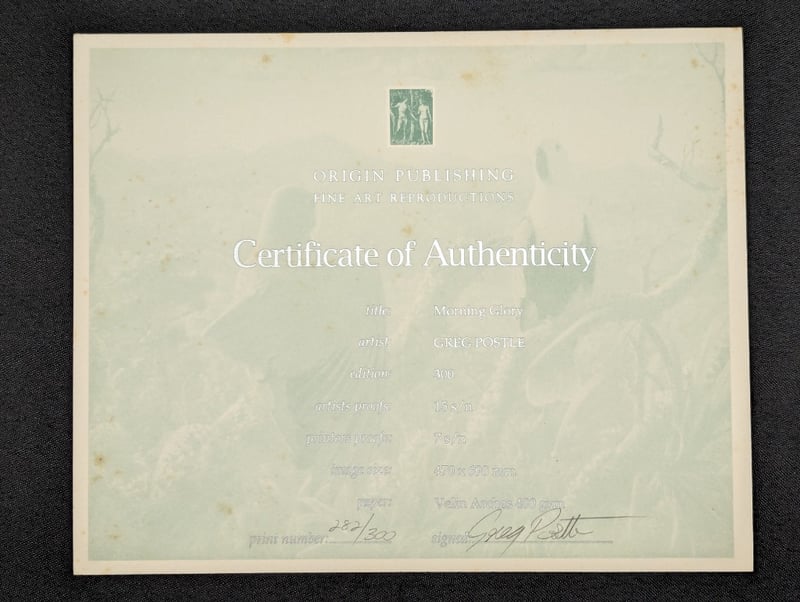 ORIGIN PUBLISHING
FINE ART REPRODUCTIONS
Certificate of Authenticity
title: Morning Glory
artist: GREG POSTLE
edition: 300
artists proofs: 15 s/n
printers proofs: 7 s/n
image size: 470 x 690 mm
paper: Velin Arches 400 gsm
print number: 282/300 signed: Greg Postle